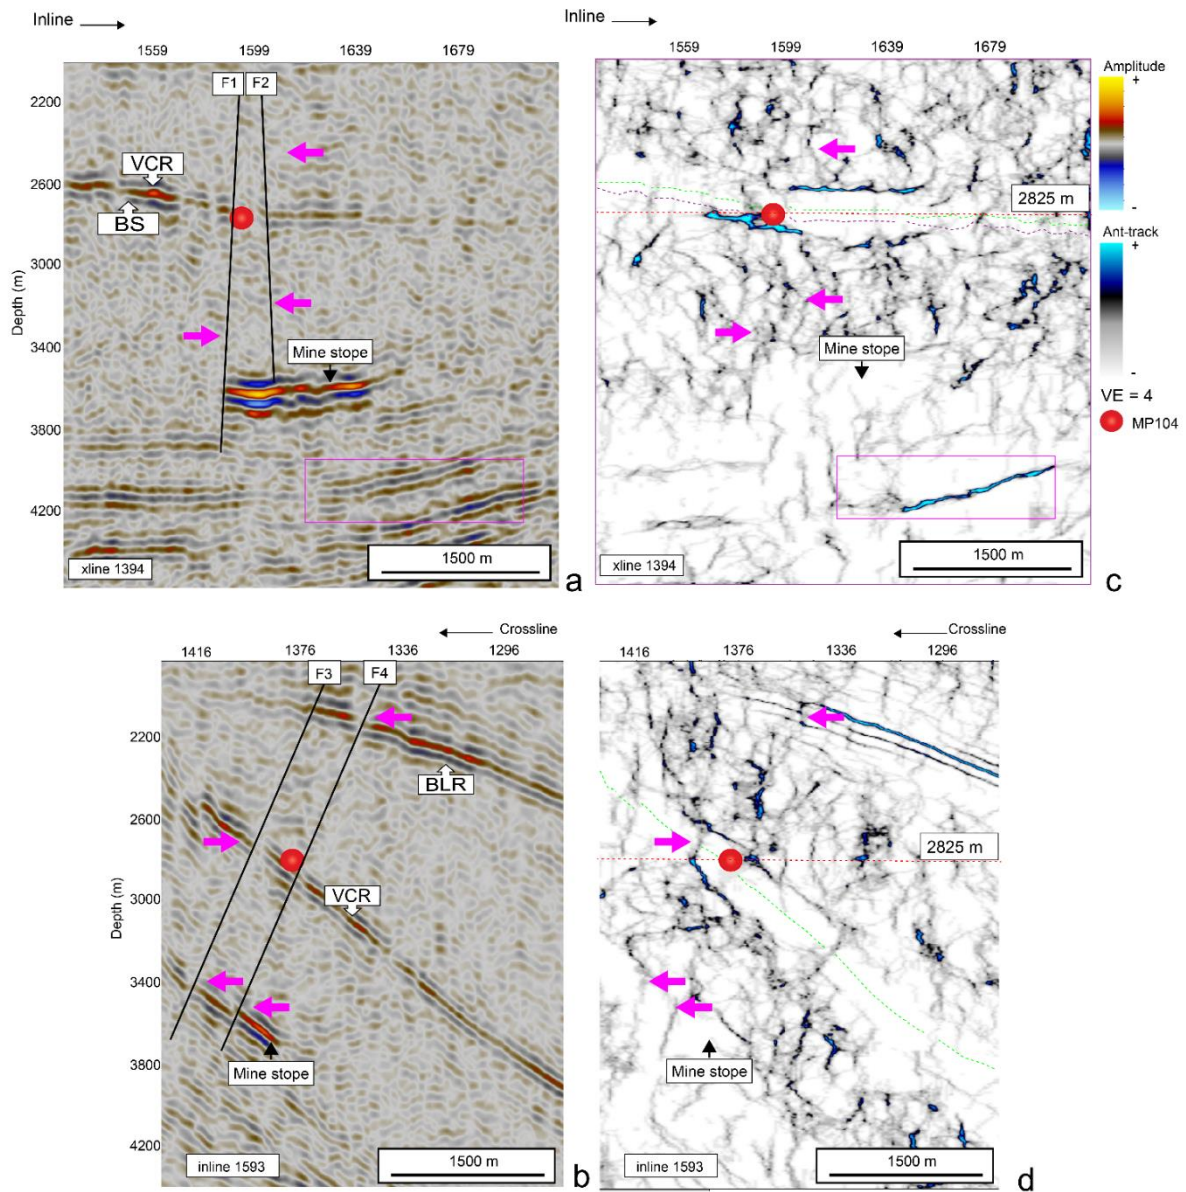 Inline
1559 1599 1639 1679
F1 F2
2200
VCR
2600
BS
3000
Depth (m)
3400
Mine stope
3800
4200
1500 m
xline 1394
a
Inline
1559 1599 1639 1679
Amplitude
+
-
2825 m
Ant-track
+
-
Mine stope
VE = 4
MP104
1500 m
xline 1394
c
Crossline
1416 1376 1336 1296
F3 F4
2200
BLR
2600
VCR
3000
Depth (m)
3400
Mine stope
3800
4200
1500 m
inline 1593
b
Crossline
1416 1376 1336 1296
2825 m
Mine stope
1500 m
inline 1593
d